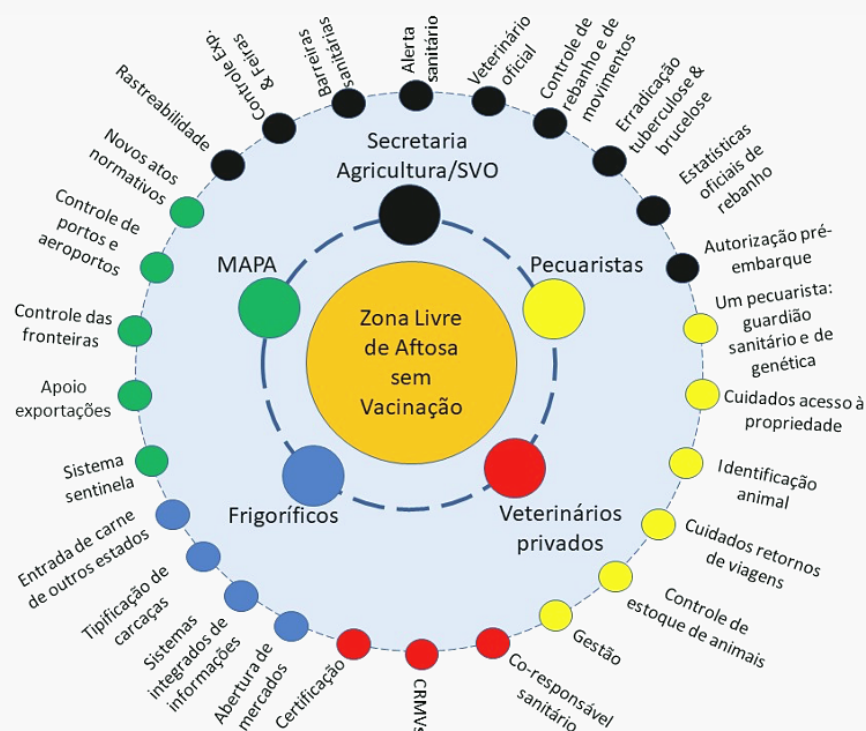 Zona Livre
de Aftosa
sem
Vacinação
Secretaria
Agricultura/SVO
Pecuaristas
Veterinários
privados
Frigoríficos
MAPA
Alerta
sanitário
Veterinário
oficial
Controle de
rebanho e de
movimentos
Erradicação
tuberculose &
brucelose
Estatísticas
oficiais de
rebanho
Autorização pré-
embarque
Um pecuarista:
guardião
sanitário e de
genética
Cuidados acesso à
propriedade
Identificação
animal
Cuidados retornos
de viagens
Controle de
estoque de animais
Gestão
Co-responsável
sanitário
CRMVs
Certificação
Abertura de
mercados
Sistemas
integrados de
informações
Tipificação de
carcaças
Entrada de carne
de outros estados
Sistema
sentinela
Apoio
exportações
Controle das
fronteiras
Controle de
portos e
aeroportos
Novos atos
normativos
Rastreabilidade
Controle Exp.
& Feiras
Barreiras
sanitárias